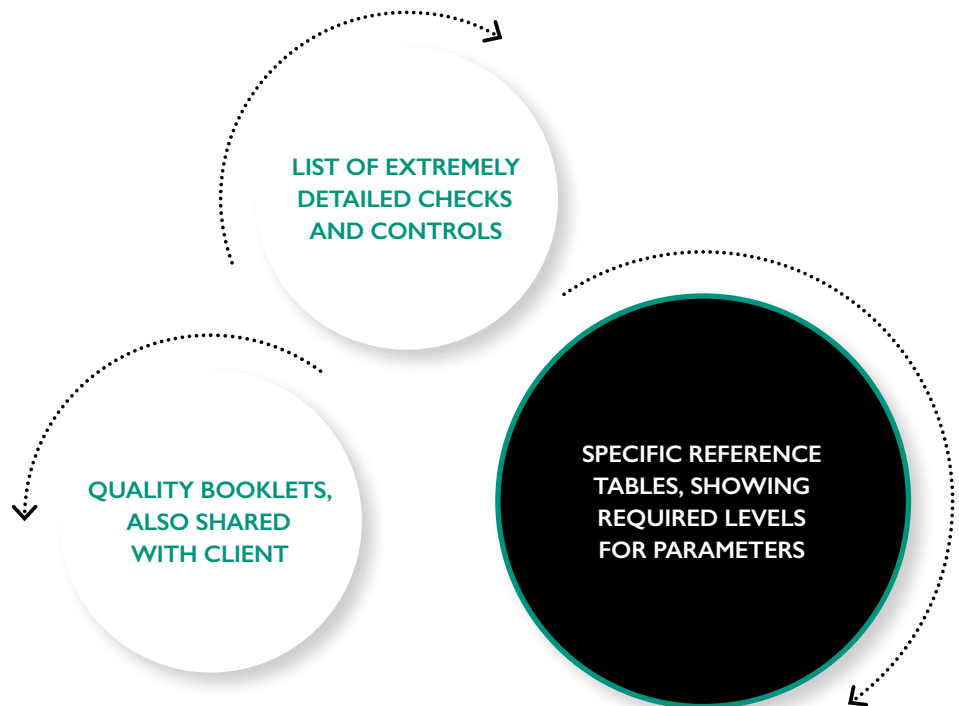 LIST OF EXTREMELY
DETAILED CHECKS
AND CONTROLS
QUALITY BOOKLETS,
ALSO SHARED
WITH CLIENT
SPECIFIC REFERENCE
TABLES, SHOWING
REQUIRED LEVELS
FOR PARAMETERS